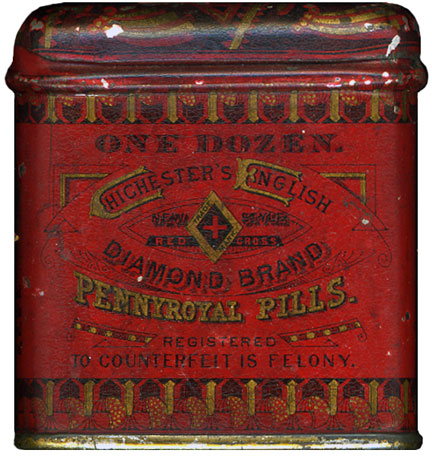 ONE DOZEN.
CHICHESTER'S ENGLISH
RED CROSS
DIAMOND BRAND
PENNYROYAL PILLS.
REGISTERED
TO COUNTERFEIT IS FELONY.